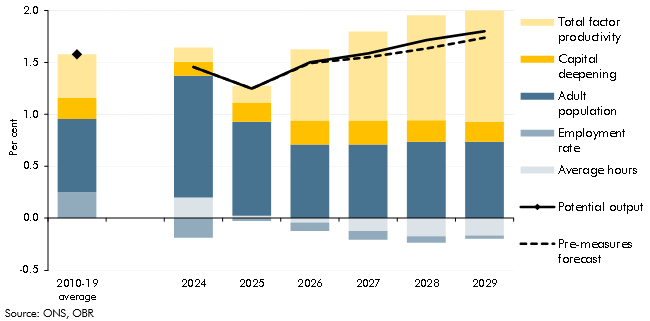 2.0
1.5
1.0
0.5
0.0
-0.5
Per cent
2010-19
average
2024
2025
2026
2027
2028
2029
Total factor
productivity
Capital
deepening
Adult
population
Employment
rate
Average hours
Potential output
Pre-measures
forecast
Source: ONS, OBR